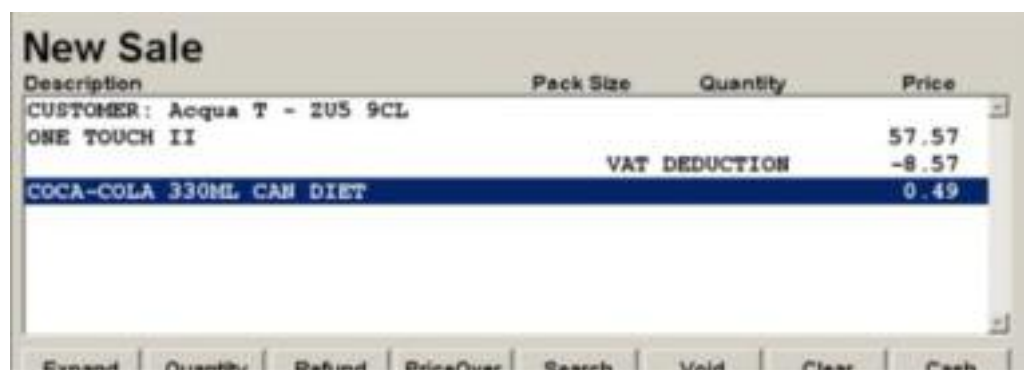 New Sale
Description Pack Size Quantity Price
CUSTOMER: Acqua T - ZU5 9CL
ONE TOUCH II 57.57
VAT DEDUCTION -8.57
COCA-COLA 330ML CAN DIET 0.49
Expand Quantity Refund PriceOver Search Void Clear Cash